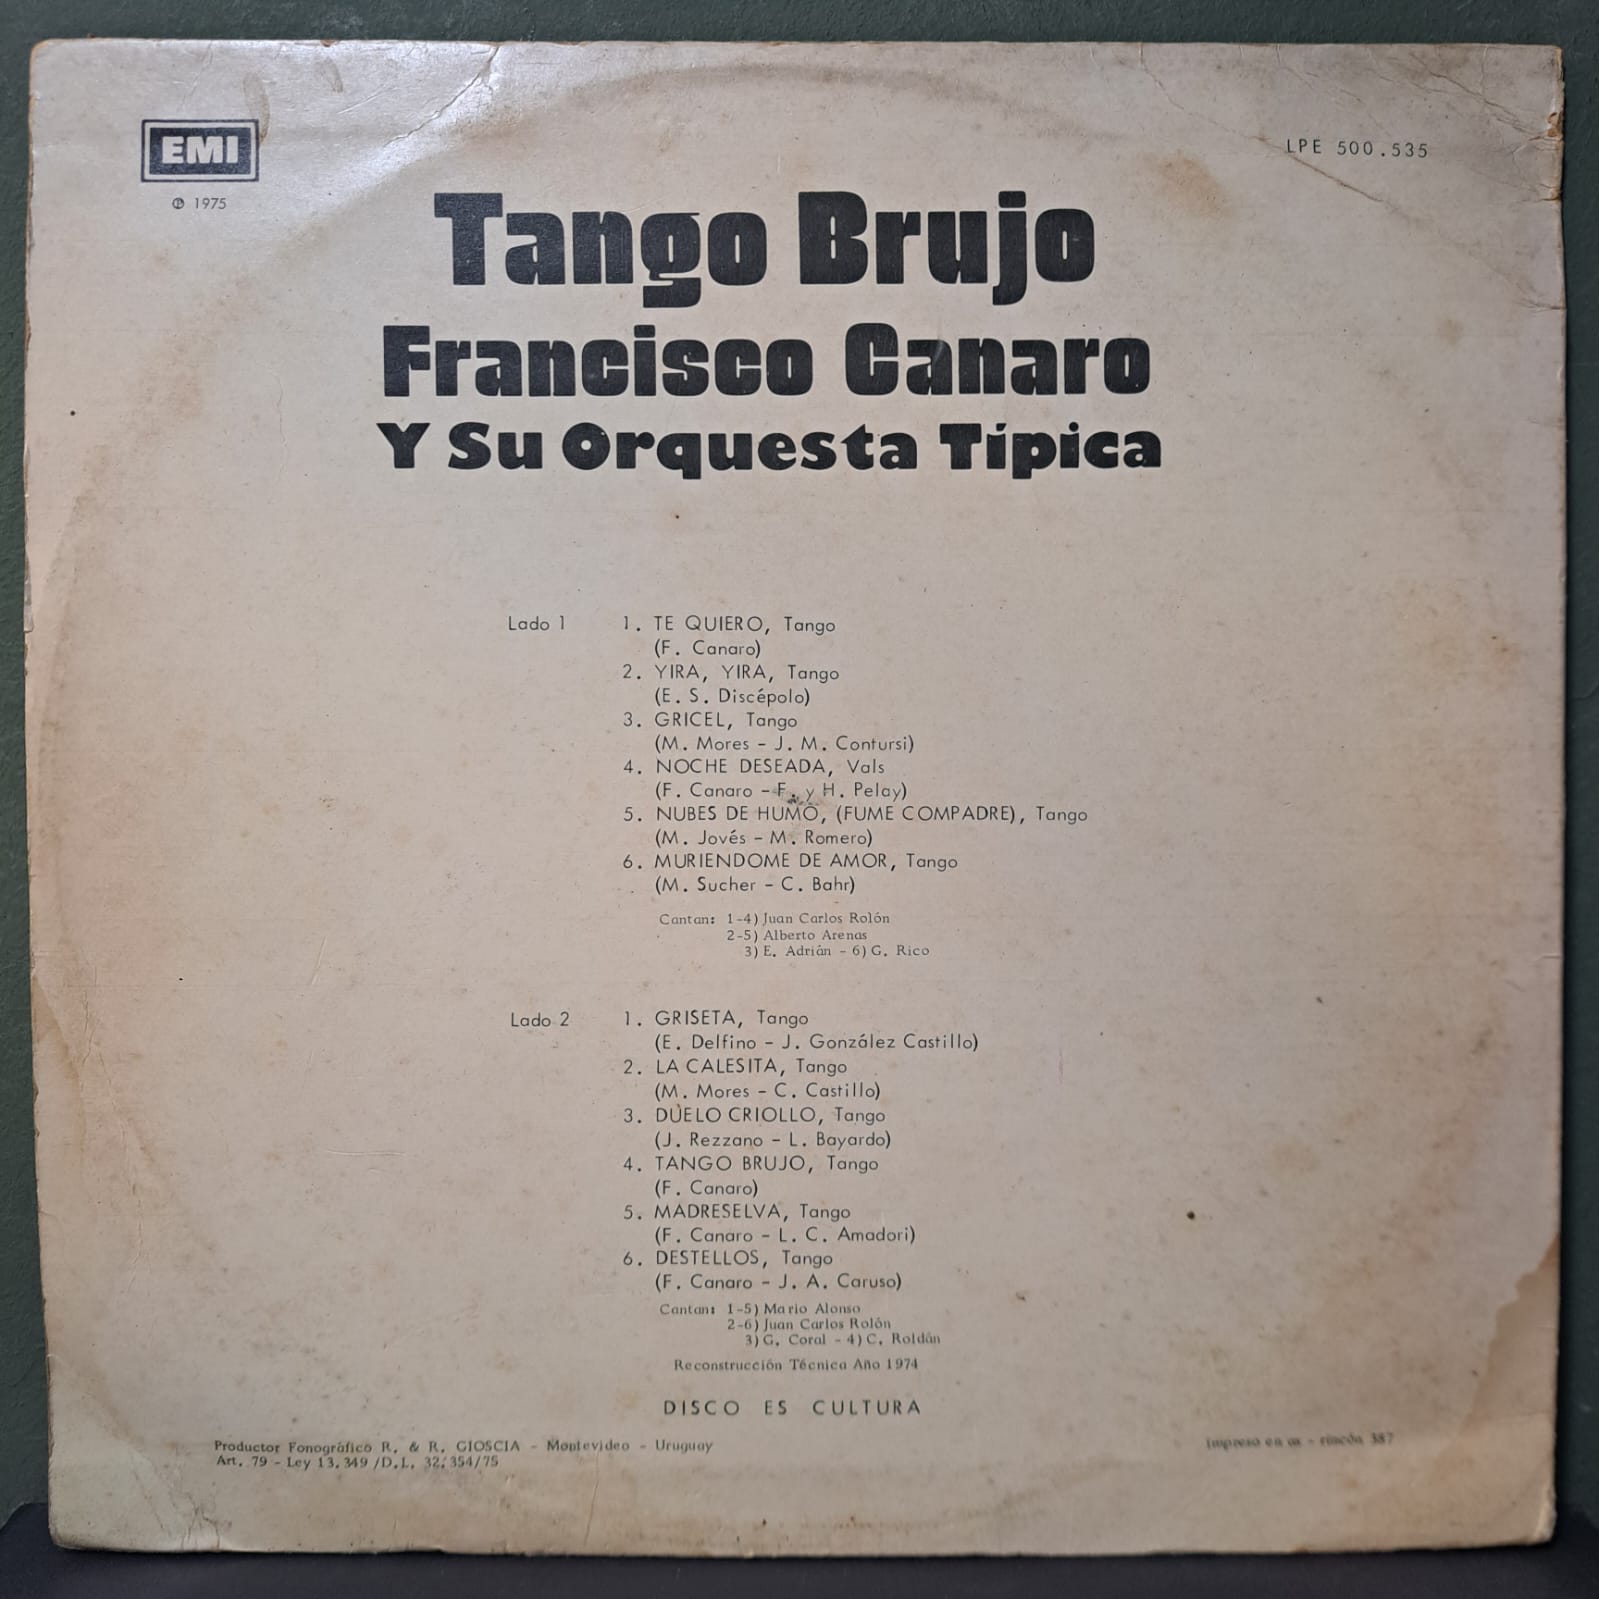 EMI
℗ 1975
LPE 500.535
Tango Brujo
Francisco Canaro
Y Su Orquesta Típica
Lado 1
1. TE QUIERO, Tango
(F. Canaro)
2. YIRA, YIRA, Tango
(E. S. Discépolo)
3. GRICEL, Tango
(M. Mores - J. M. Contursi)
4. NOCHE DESEADA, Vals
(F. Canaro - F. y H. Pelay)
5. NUBES DE HUMO, (FUME COMPADRE), Tango
(M. Jovés - M. Romero)
6. MURIENDOME DE AMOR, Tango
(M. Sucher - C. Bahr)
Cantan: 1-4) Juan Carlos Rolón
2-5) Alberto Arenas
3) E. Adrián - 6) G. Rico
Lado 2
1. GRISETA, Tango
(E. Delfino - J. González Castillo)
2. LA CALESITA, Tango
(M. Mores - C. Castillo)
3. DUELO CRIOLLO, Tango
(J. Rezzano - L. Bayardo)
4. TANGO BRUJO, Tango
(F. Canaro)
5. MADRESELVA, Tango
(F. Canaro - L. C. Amadori)
6. DESTELLOS, Tango
(F. Canaro - J. A. Caruso)
Cantan: 1-5) Mario Alonso
2-6) Juan Carlos Rolón
3) G. Coral - 4) C. Roldán
Reconstrucción Técnica Año 1974
DISCO ES CULTURA
Productor Fonográfico R. & R. GIOSCIA - Montevideo - Uruguay
Art. 79 - Ley 13.349 /D.L. 32.354/75
Impreso en as - rincón 387